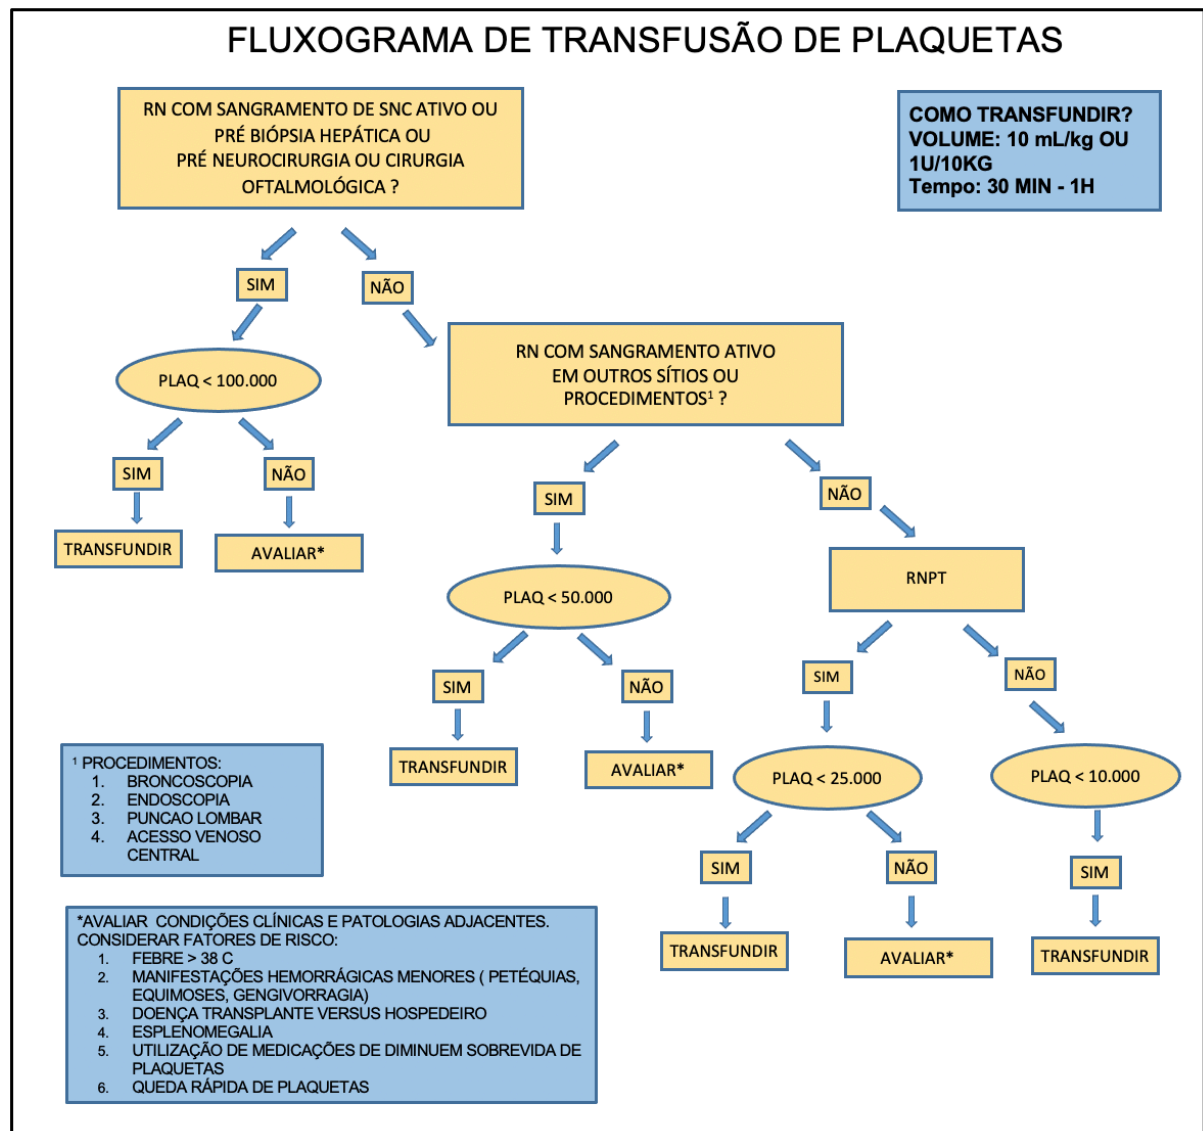 FLUXOGRAMA DE TRANSFUSÃO DE PLAQUETAS
RN COM SANGRAMENTO DE SNC ATIVO OU
PRÉ BIÓPSIA HEPÁTICA OU
PRÉ NEUROCIRURGIA OU CIRURGIA
OFTALMOLÓGICA ?
COMO TRANSFUNDIR?
VOLUME: 10 mL/kg OU
1U/10KG
Tempo: 30 MIN - 1H
SIM
NÃO
PLAQ < 100.000
SIM
NÃO
TRANSFUNDIR
AVALIAR*
RN COM SANGRAMENTO ATIVO
EM OUTROS SÍTIOS OU
PROCEDIMENTOS¹ ?
SIM
NÃO
PLAQ < 50.000
SIM
NÃO
TRANSFUNDIR
AVALIAR*
RNPT
SIM
NÃO
PLAQ < 25.000
PLAQ < 10.000
SIM
NÃO
SIM
TRANSFUNDIR
AVALIAR*
TRANSFUNDIR
¹ PROCEDIMENTOS:
1. BRONCOSCOPIA
2. ENDOSCOPIA
3. PUNCAO LOMBAR
4. ACESSO VENOSO
CENTRAL
*AVALIAR CONDIÇÕES CLÍNICAS E PATOLOGIAS ADJACENTES.
CONSIDERAR FATORES DE RISCO:
1. FEBRE > 38 C
2. MANIFESTAÇÕES HEMORRÁGICAS MENORES ( PETÉQUIAS,
EQUIMOSES, GENGIVORRAGIA)
3. DOENÇA TRANSPLANTE VERSUS HOSPEDEIRO
4. ESPLENOMEGALIA
5. UTILIZAÇÃO DE MEDICAÇÕES DE DIMINUEM SOBREVIDA DE
PLAQUETAS
6. QUEDA RÁPIDA DE PLAQUETAS